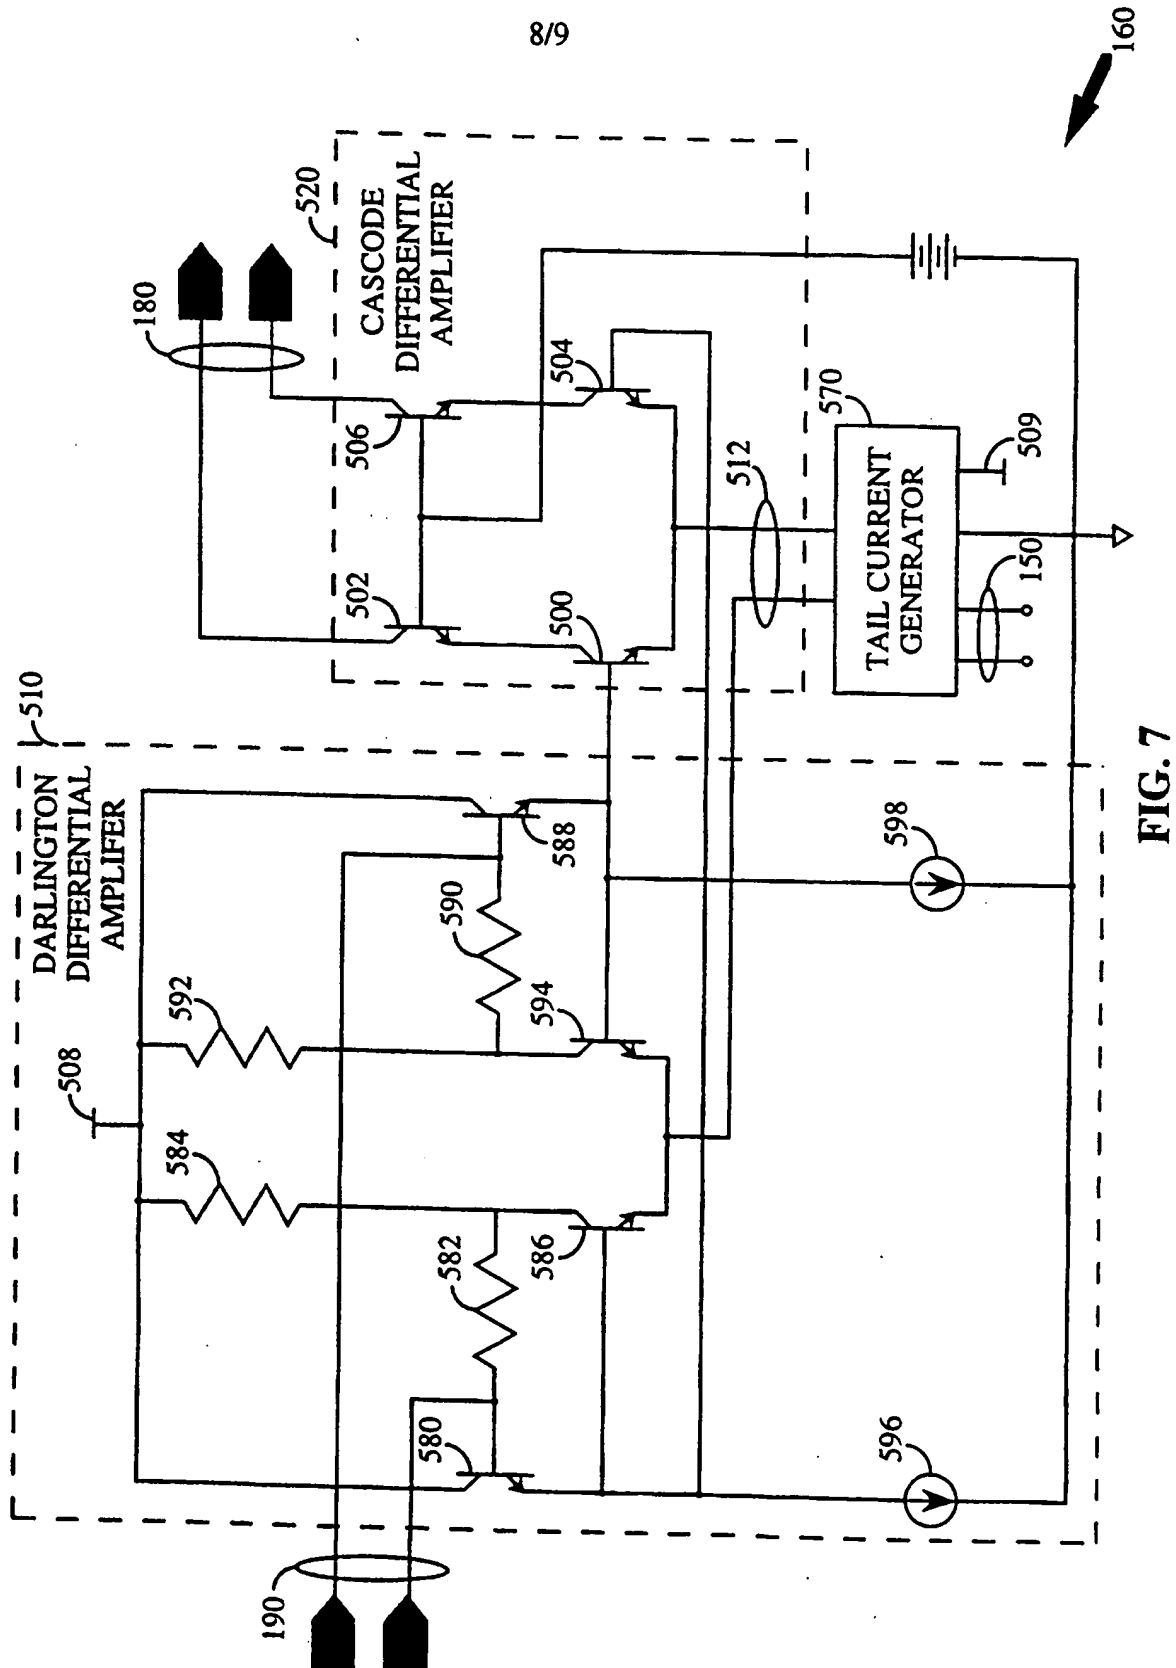 8/9
160
DARLINGTON
DIFFERENTIAL
AMPLIFER
510
CASCODE
DIFFERENTIAL
AMPLIFIER
520
180
190
508
592
584
590
582
588
580
594
586
506
502
504
500
512
570
TAIL CURRENT
GENERATOR
509
150
598
596
FIG. 7